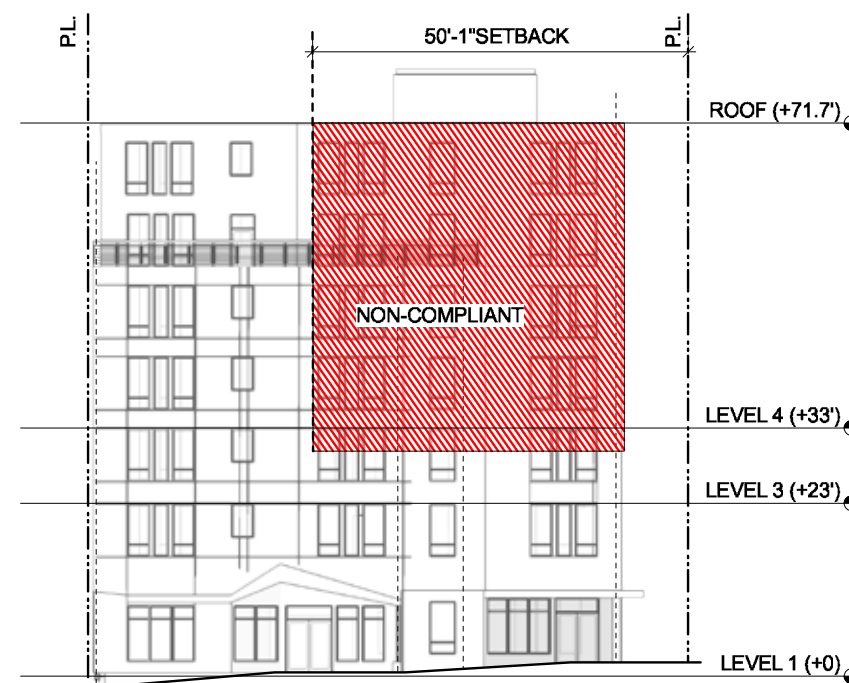 P.L.
50'-1"SETBACK
P.L.
ROOF (+71.7')
NON-COMPLIANT
LEVEL 4 (+33')
LEVEL 3 (+23')
LEVEL 1 (+0)